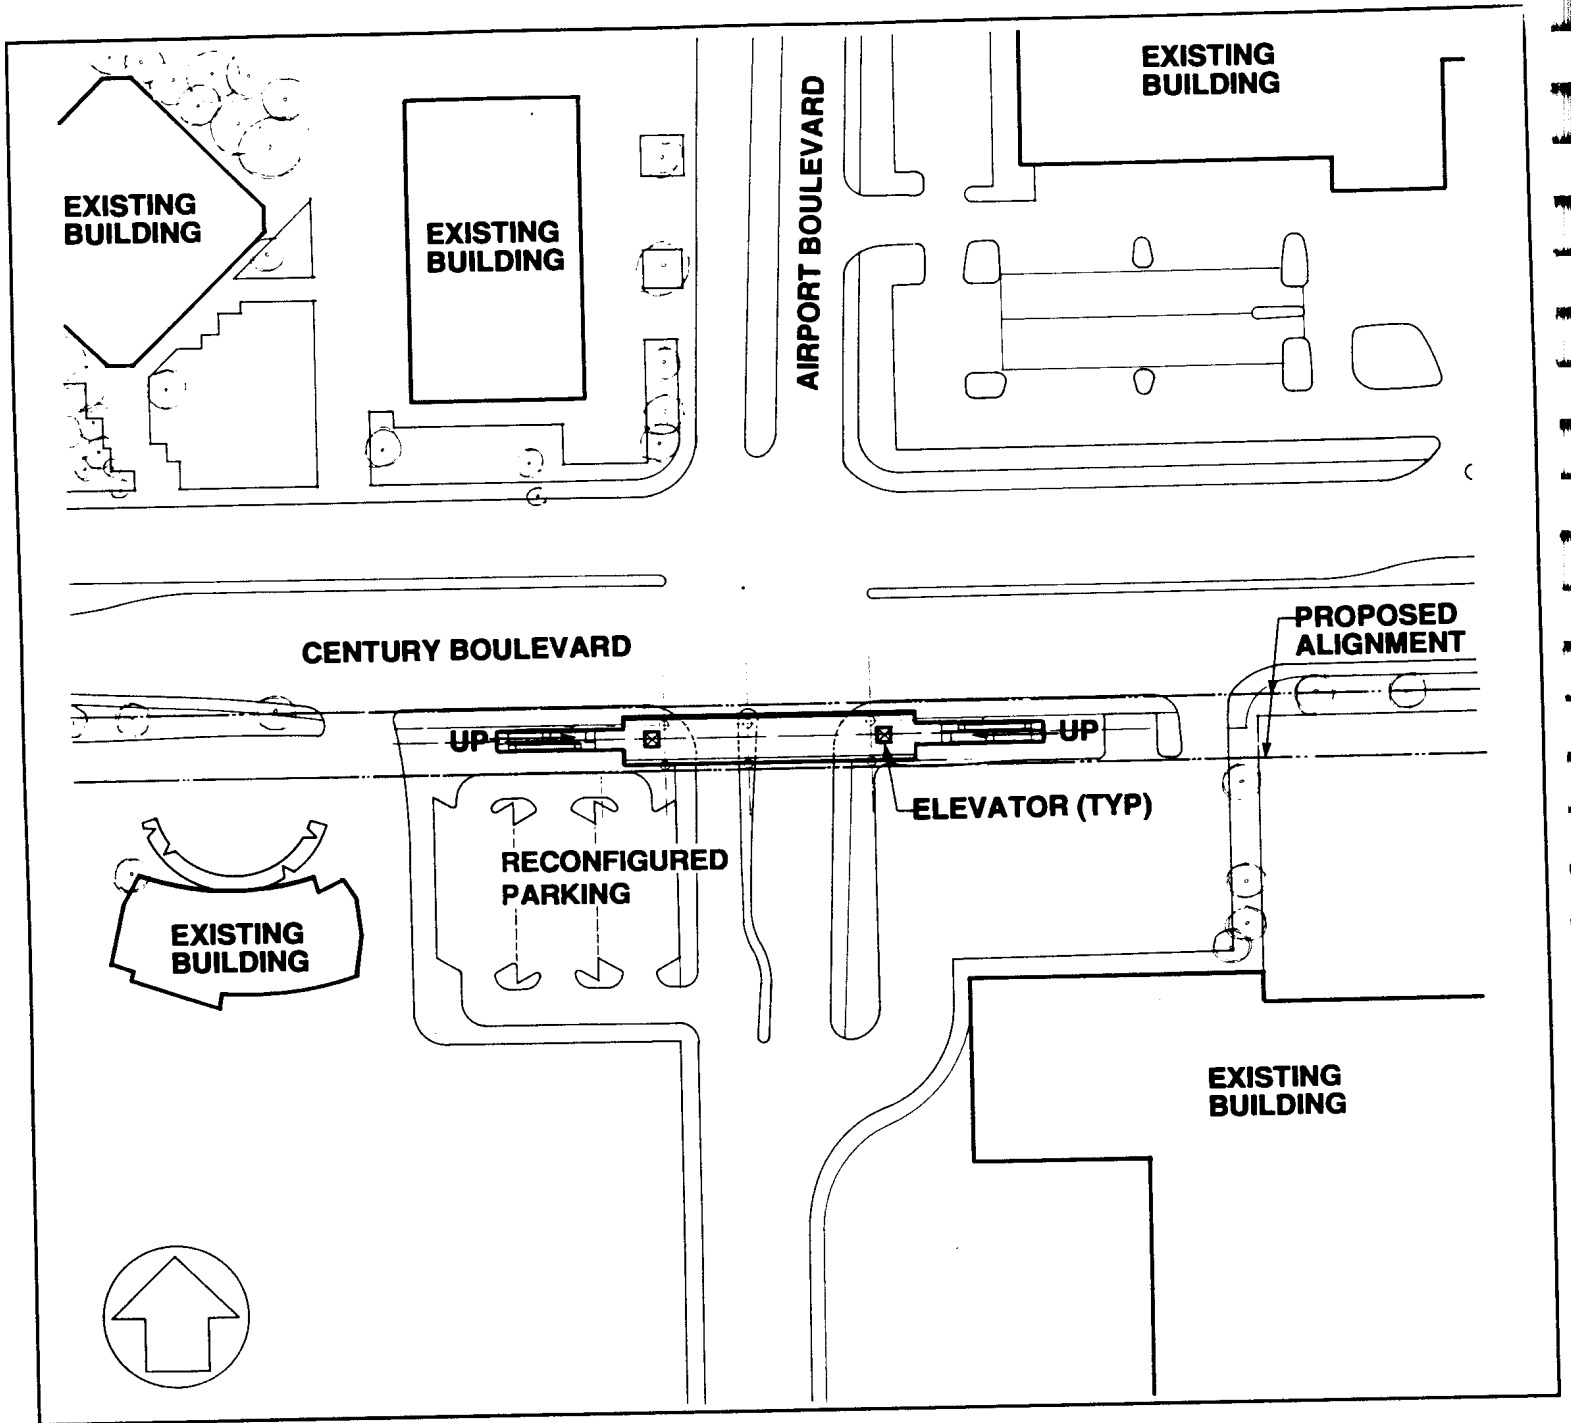 EXISTING
BUILDING
EXISTING
BUILDING
EXISTING
BUILDING
AIRPORT BOULEVARD
CENTURY BOULEVARD
PROPOSED
ALIGNMENT
UP
UP
ELEVATOR (TYP)
RECONFIGURED
PARKING
EXISTING
BUILDING
EXISTING
BUILDING